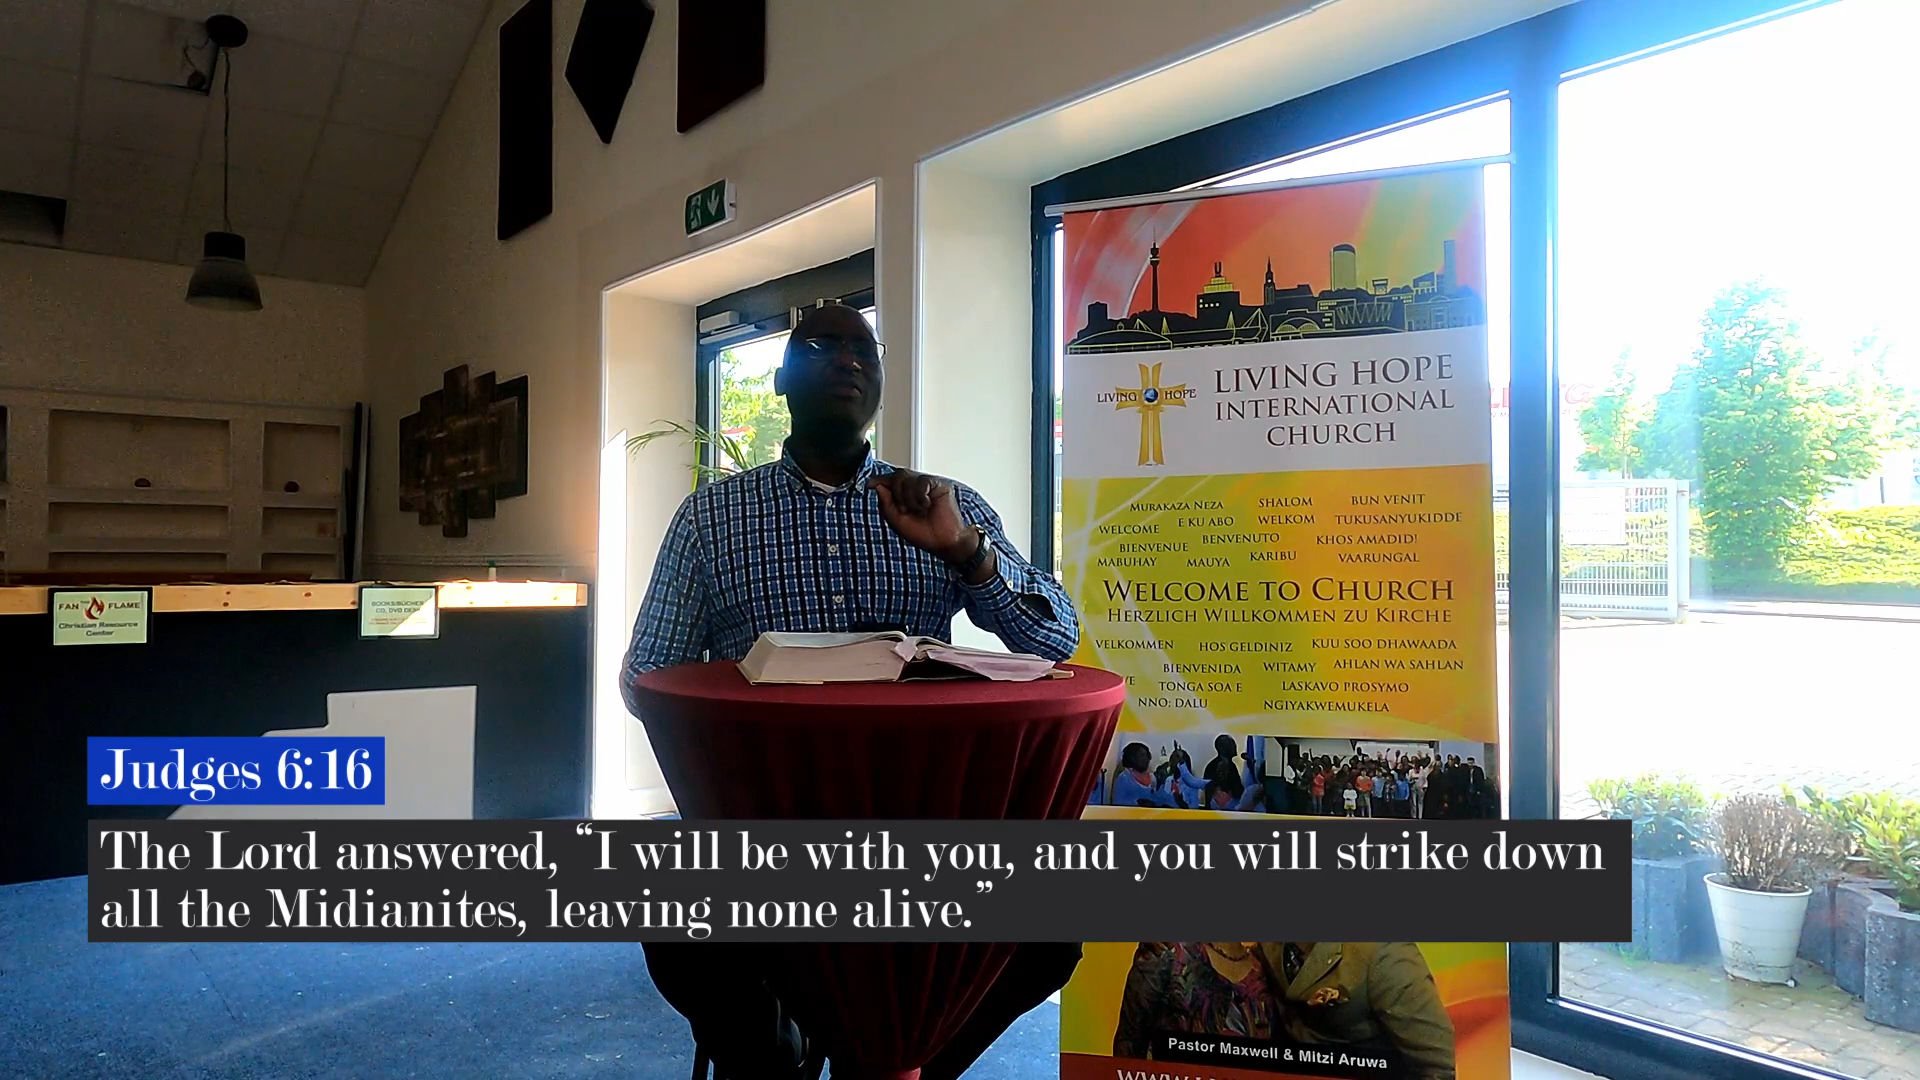 LIVING HOPE
LIVING HOPE
INTERNATIONAL
CHURCH
MURAKAZA NEZA SHALOM BUN VENIT
WELCOME E KU ABO WELKOM TUKUSANYUKIDDE
BIENVENUE BENVENUTO KHOS AMADID!
MABUHAY MAUYA KARIBU VAARUNGAL
WELCOME TO CHURCH
HERZLICH WILLKOMMEN ZU KIRCHE
VELKOMMEN HOS GELDINIZ KUU SOO DHAWAADA
BIENVENIDA WITAMY AHLAN WA SAHLAN
TONGA SOA E LASKAVO PROSYMO
NNO; DALU NGIYAKWEMUKELA
FAN FLAME
Christian Resource
Center
BOOKS/BÜCHER
CD, DVD
Judges 6:16
The Lord answered, “I will be with you, and you will strike down
all the Midianites, leaving none alive.”
Pastor Maxwell & Mitzi Aruwa